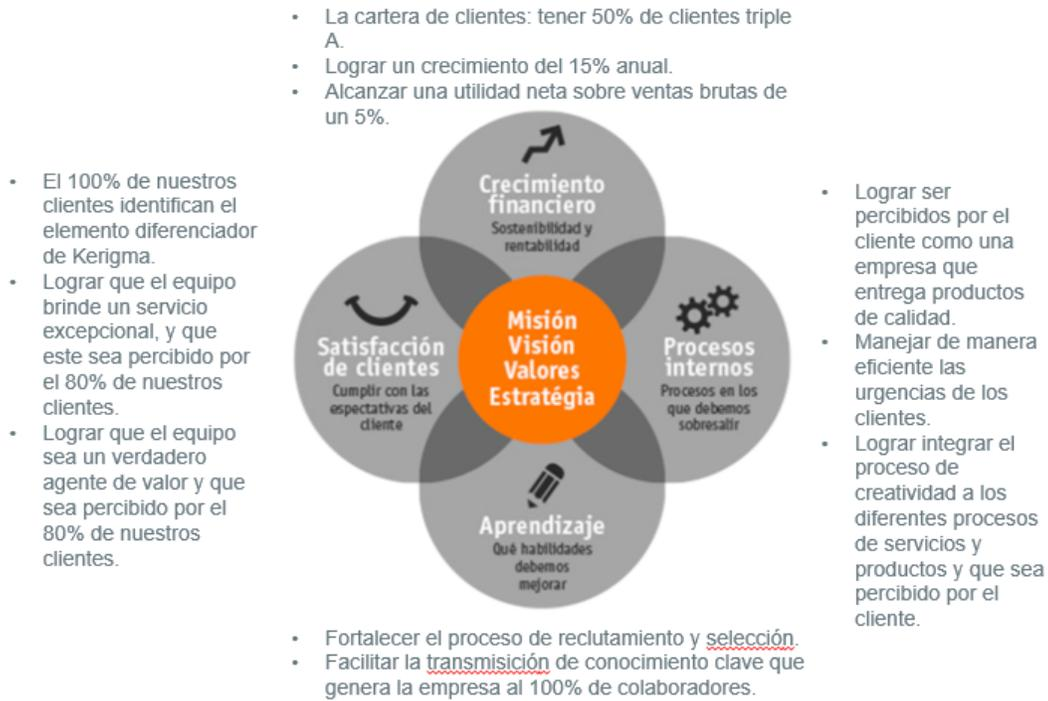 • La cartera de clientes: tener 50% de clientes triple
A.
• Lograr un crecimiento del 15% anual.
• Alcanzar una utilidad neta sobre ventas brutas de
un 5%.
• El 100% de nuestros
clientes identifican el
elemento diferenciador
de Kerigma.
• Lograr que el equipo
brinde un servicio
excepcional, y que
este sea percibido por
el 80% de nuestros
clientes.
• Lograr que el equipo
sea un verdadero
agente de valor y que
sea percibido por el
80% de nuestros
clientes.
Crecimiento
financiero
Sostenibilidad y
rentabilidad
Satisfacción
de clientes
Cumplir con las
espectativas del
cliente
Misión
Visión
Valores
Estratégia
Procesos
internos
Procesos en los
que debemos
sobresalir
Aprendizaje
Qué habilidades
debemos
mejorar
• Lograr ser
percibidos por el
cliente como una
empresa que
entrega productos
de calidad.
• Manejar de manera
eficiente las
urgencias de los
clientes.
• Lograr integrar el
proceso de
creatividad a los
diferentes procesos
de servicios y
productos y que sea
percibido por el
cliente.
• Fortalecer el proceso de reclutamiento y selección.
• Facilitar la transmisición de conocimiento clave que
genera la empresa al 100% de colaboradores.